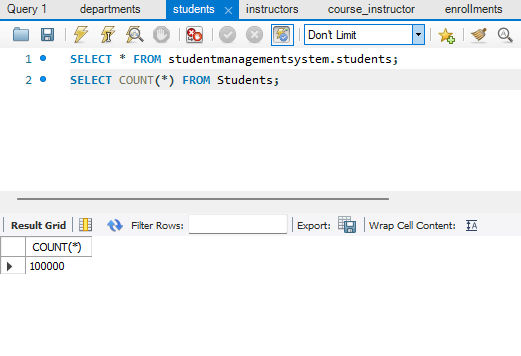 Query 1 departments students instructors course_instructor enrollments
Don't Limit
1 SELECT * FROM studentmanagementsystem.students;
2 SELECT COUNT(*) FROM Students;
Result Grid Filter Rows: Export: Wrap Cell Content: IA
COUNT(*)
100000